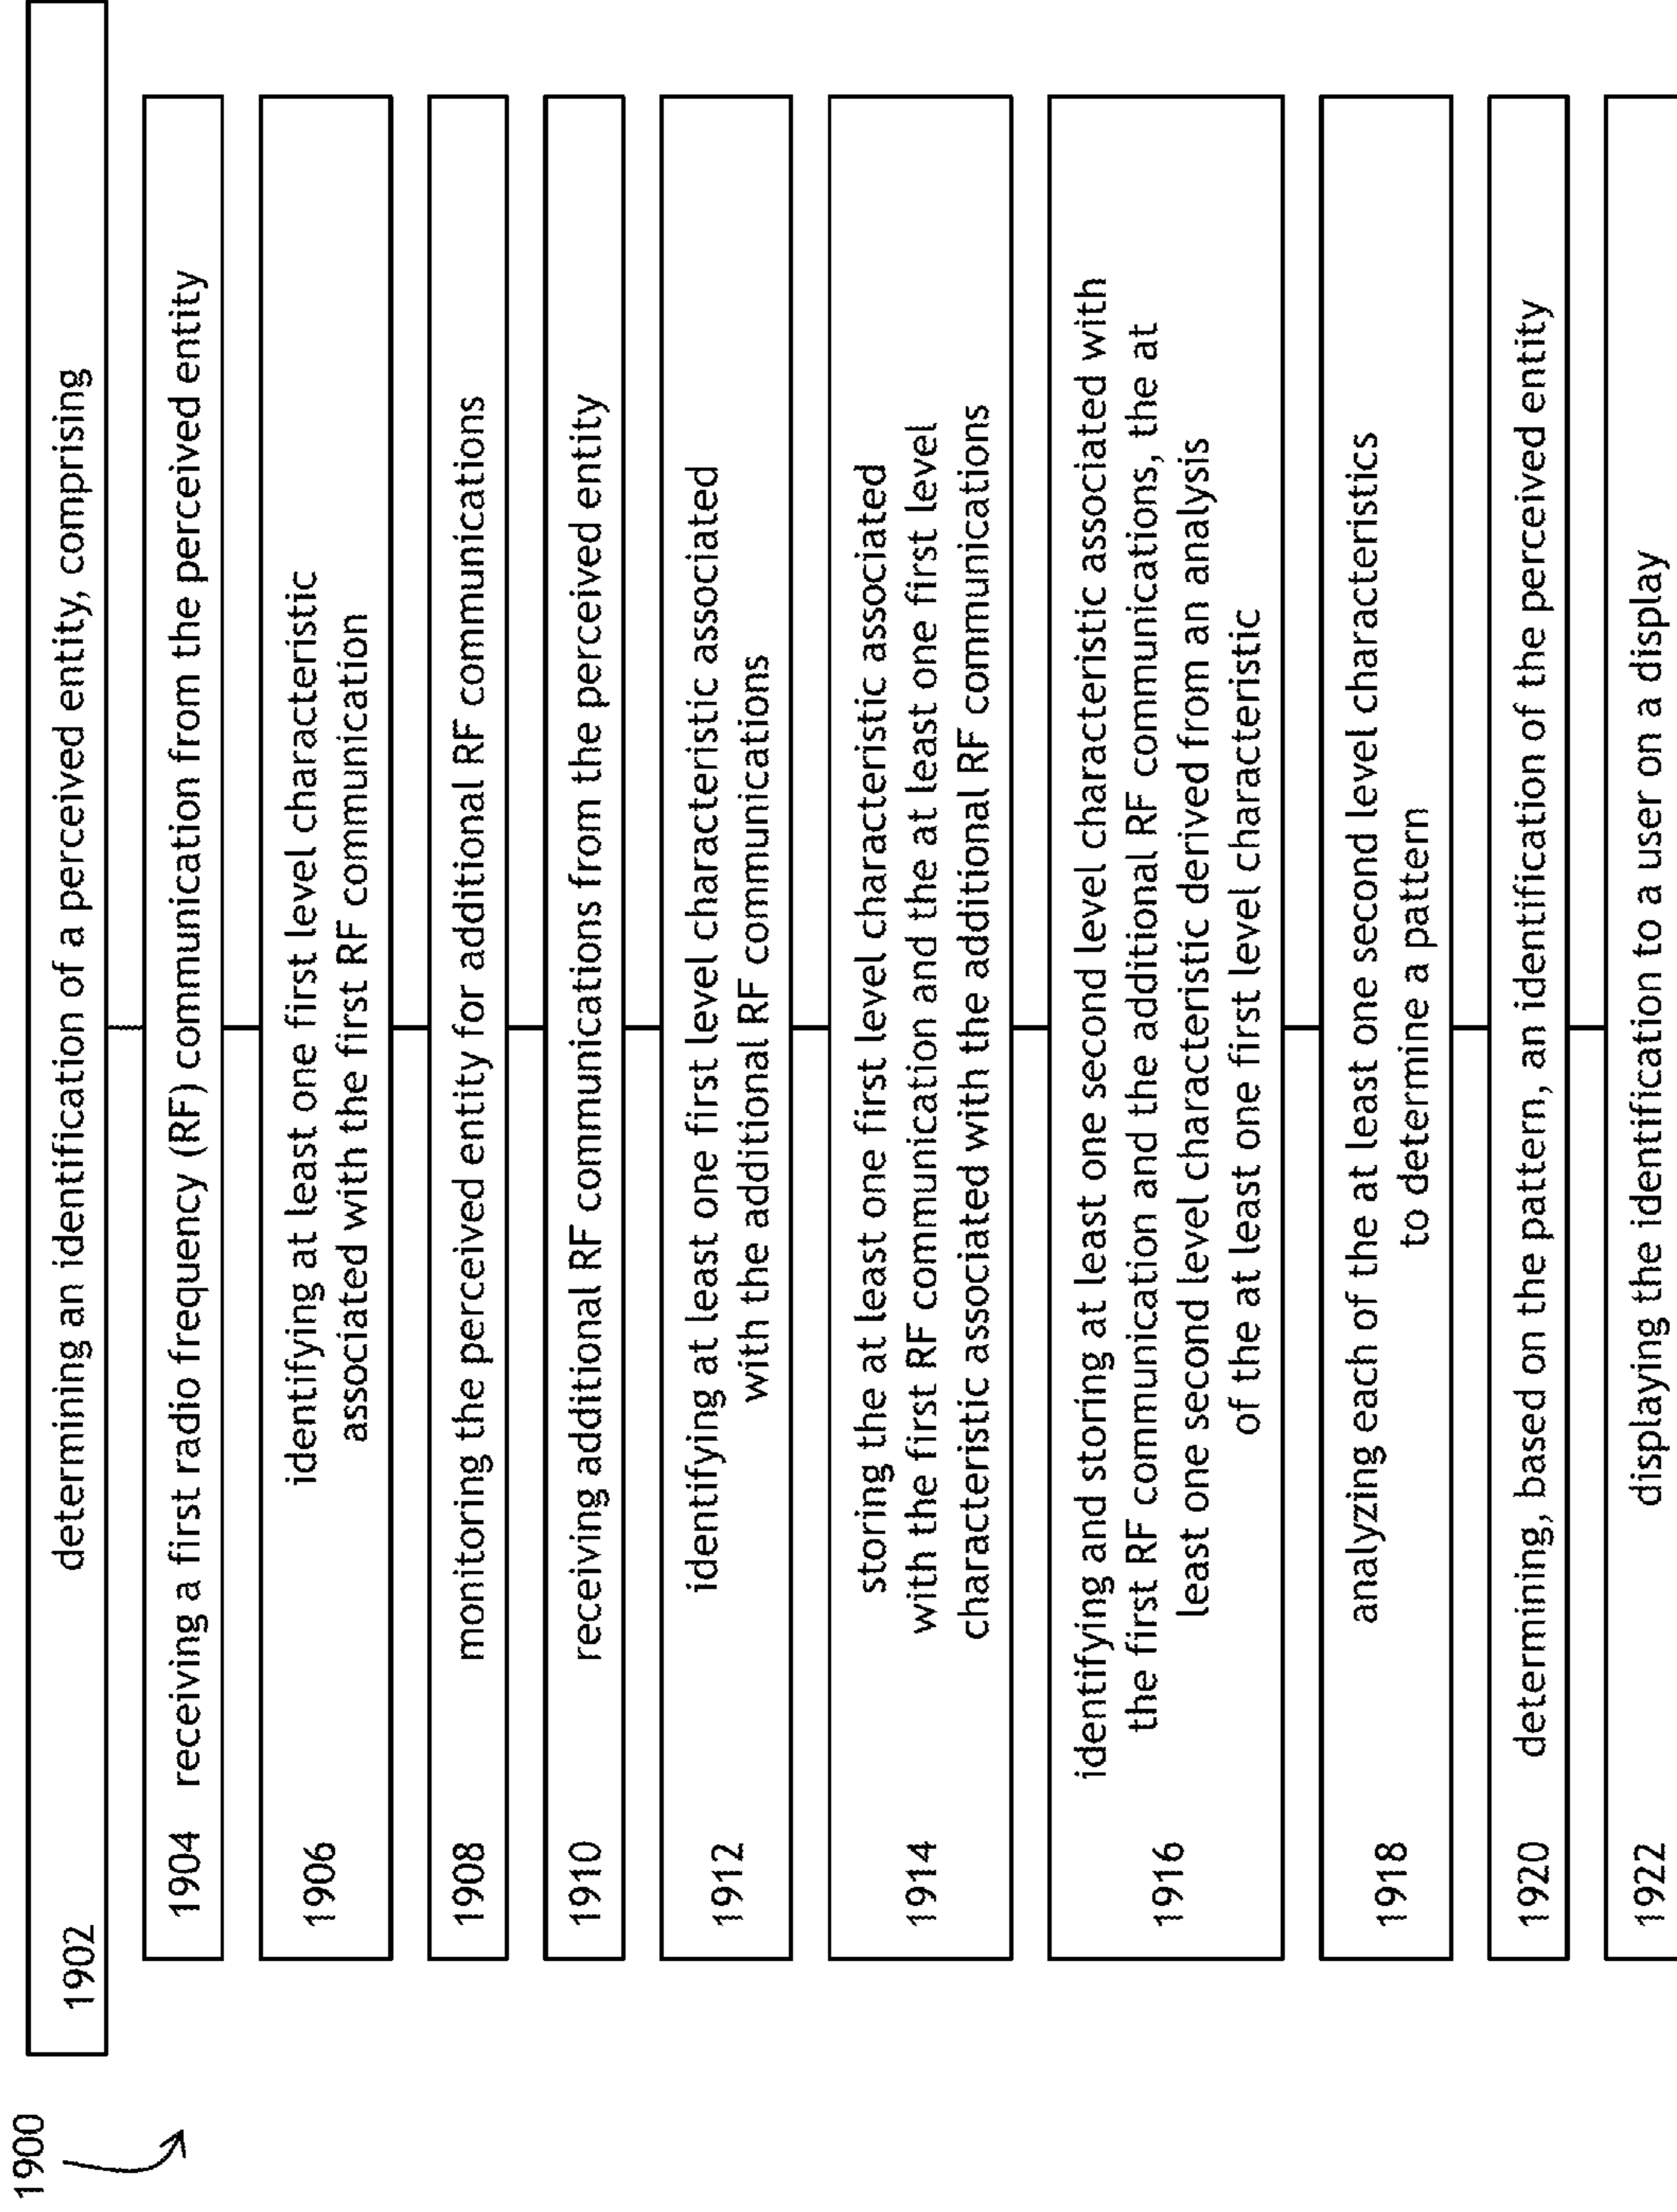 1900
1902 determining an identification of a perceived entity, comprising
1904 receiving a first radio frequency (RF) communication from the perceived entity
1906 identifying at least one first level characteristic
associated with the first RF communication
1908 monitoring the perceived entity for additional RF communications
1910 receiving additional RF communications from the perceived entity
1912 identifying at least one first level characteristic associated
with the additional RF communications
1914 storing the at least one first level characteristic associated
with the first RF communication and the at least one first level
characteristic associated with the additional RF communications
1916 identifying and storing at least one second level characteristic associated with
the first RF communication and the additional RF communications, the at
least one second level characteristic derived from an analysis
of the at least one first level characteristic
1918 analyzing each of the at least one second level characteristics
to determine a pattern
1920 determining, based on the pattern, an identification of the perceived entity
1922 displaying the identification to a user on a display